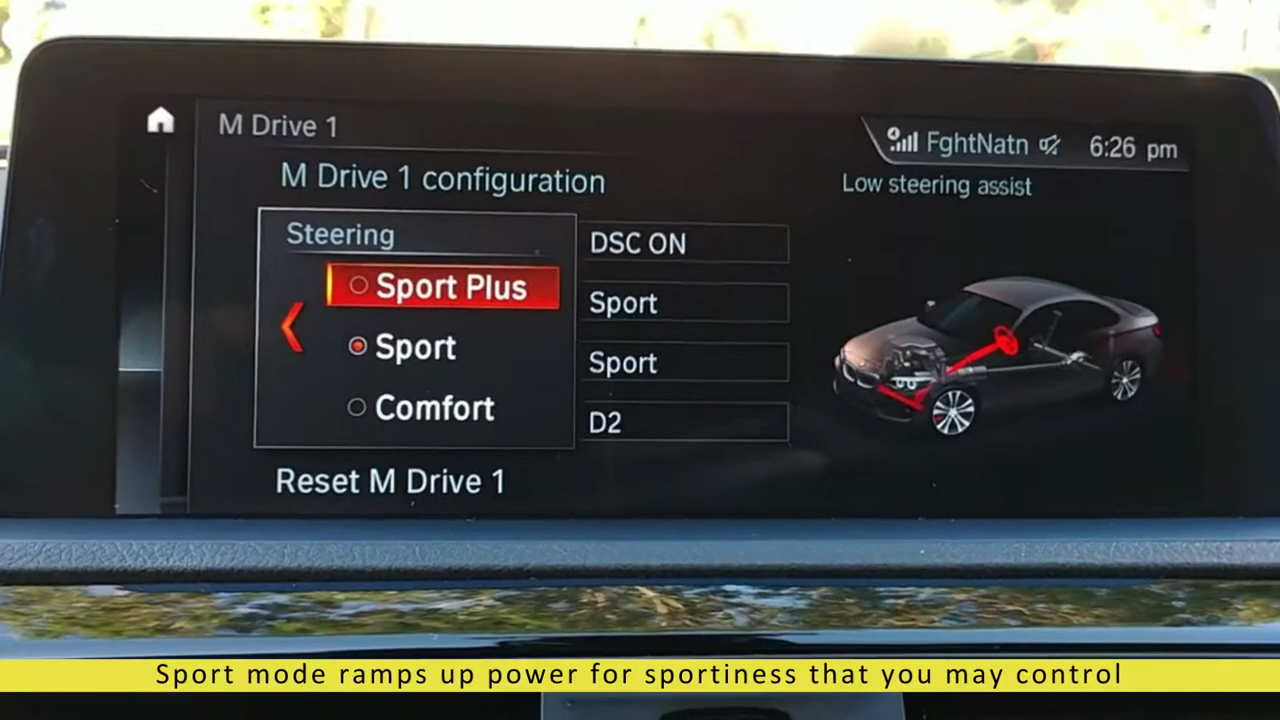 M Drive 1
FghtNatn 6:26 pm
M Drive 1 configuration
Low steering assist
Steering
DSC ON
Sport Plus
Sport
Sport
Sport
Comfort
D2
Reset M Drive 1
Sport mode ramps up power for sportiness that you may control